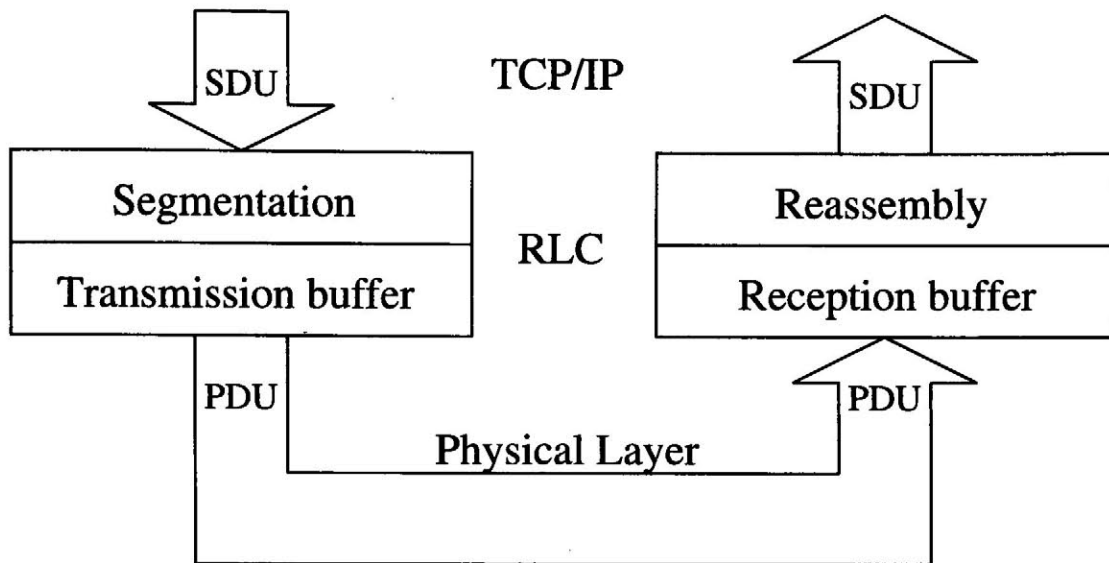 SDU
TCP/IP
SDU
Segmentation
Reassembly
RLC
Transmission buffer
Reception buffer
PDU
PDU
Physical Layer